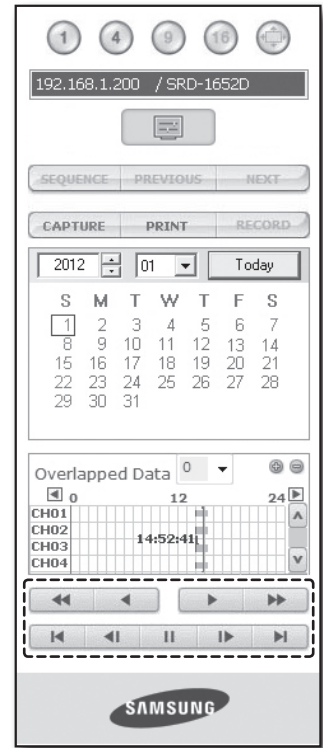 1 4 9 16
192.168.1.200 / SRD-1652D
SEQUENCE PREVIOUS NEXT
CAPTURE PRINT RECORD
2012 01 Today
S M T W T F S
1 2 3 4 5 6 7
8 9 10 11 12 13 14
15 16 17 18 19 20 21
22 23 24 25 26 27 28
29 30 31
Overlapped Data 0
0 12 24
CH01
CH02
14:52:41
CH03
CH04
SAMSUNG